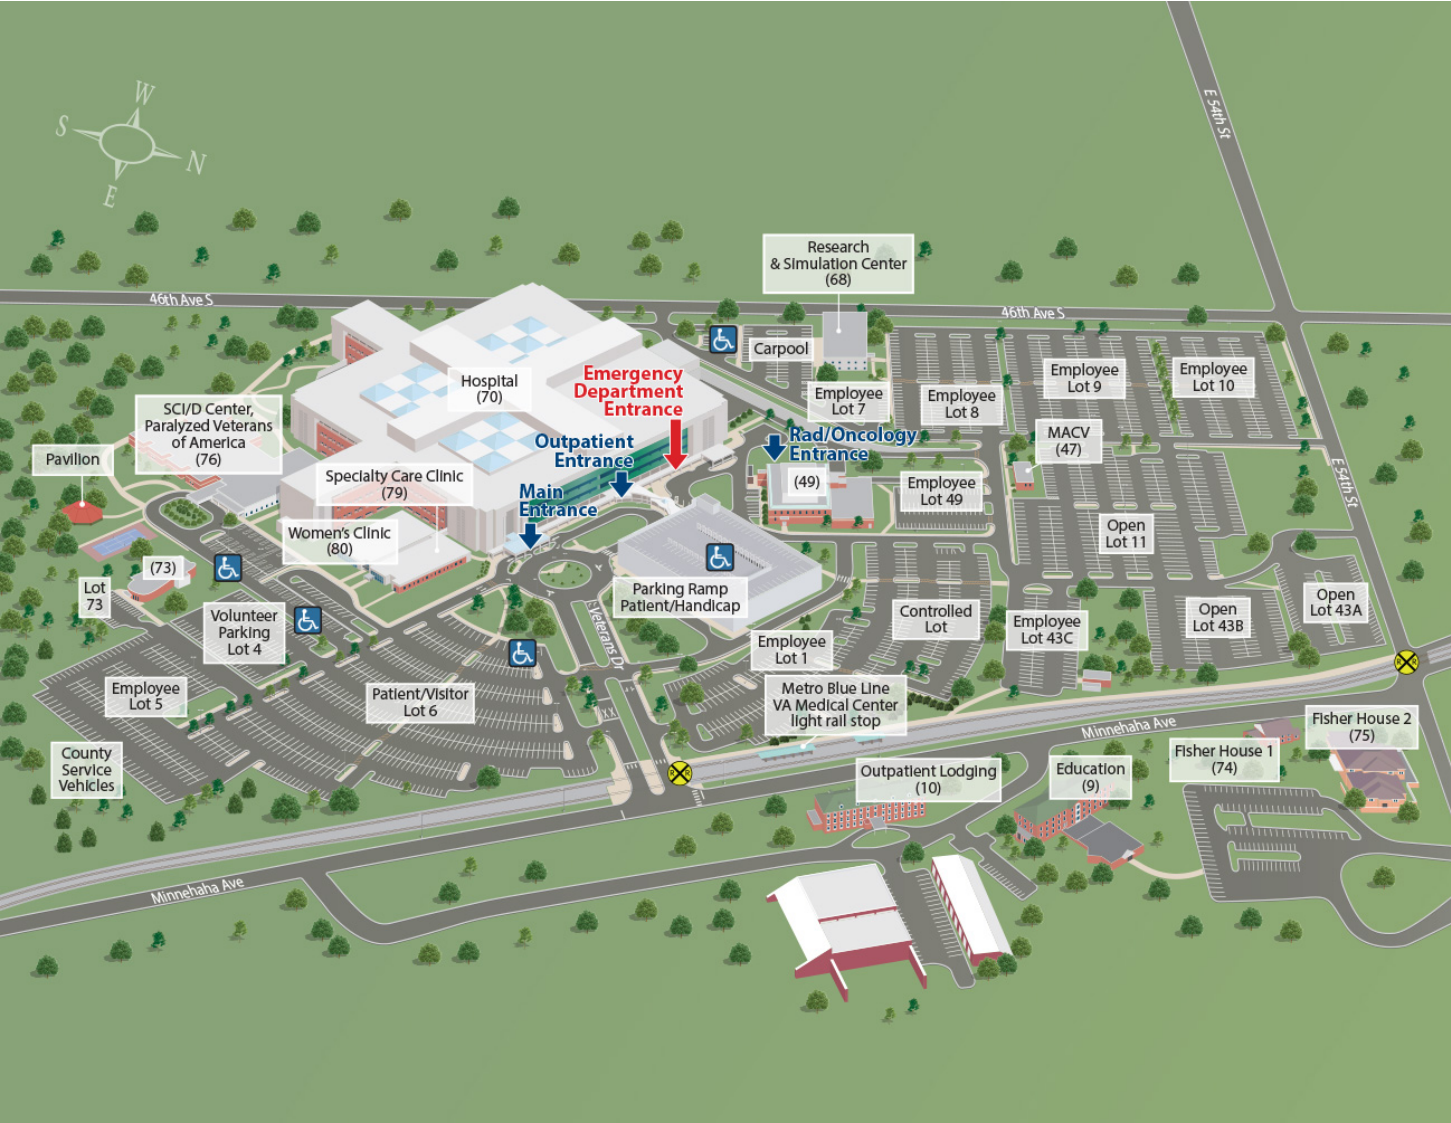 W
S
N
E
E 54th St
46th Ave S
46th Ave S
E 54th St
Research
& Simulation Center
(68)
Carpool
Employee
Lot 7
Employee
Lot 8
Employee
Lot 9
Employee
Lot 10
Hospital
(70)
Emergency
Department
Entrance
Outpatient
Entrance
Main
Entrance
Rad/Oncology
Entrance
MACV
(47)
(49)
Employee
Lot 49
Open
Lot 11
SCI/D Center,
Paralyzed Veterans
of America
(76)
Pavilion
Specialty Care Clinic
(79)
Women's Clinic
(80)
(73)
Lot
73
Volunteer
Parking
Lot 4
Parking Ramp
Patient/Handicap
Veterans Dr
Controlled
Lot
Employee
Lot 43C
Open
Lot 43B
Open
Lot 43A
Employee
Lot 1
Employee
Lot 5
Patient/Visitor
Lot 6
Metro Blue Line
VA Medical Center
light rail stop
County
Service
Vehicles
R R
R R
Minnehaha Ave
Minnehaha Ave
Outpatient Lodging
(10)
Education
(9)
Fisher House 1
(74)
Fisher House 2
(75)